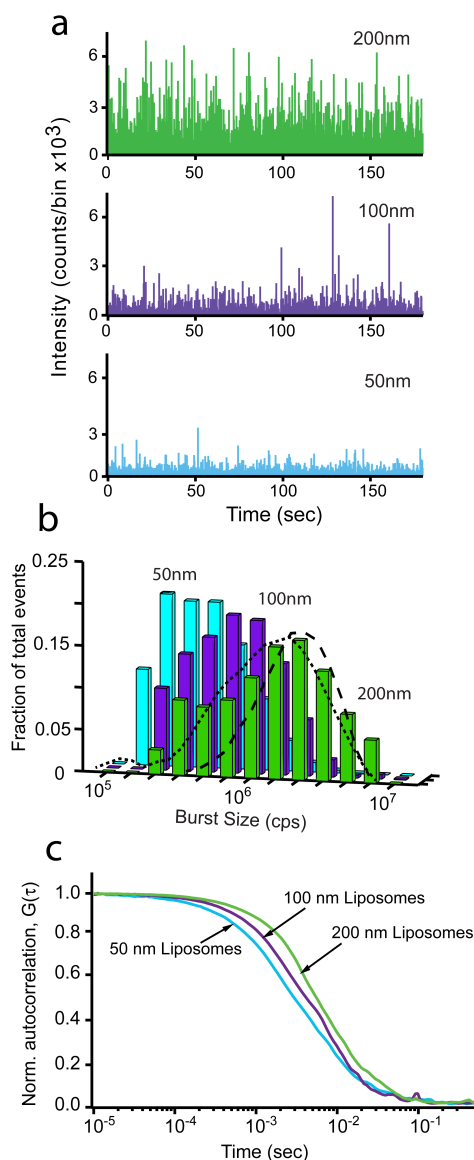 a
200nm
6
3
0
0 50 100 150
100nm
6
3
0
0 50 100 150
50nm
6
3
0
0 50 100 150
Intensity (counts/bin x10³)
Time (sec)
b
0.25
0.15
0.05
0
50nm
100nm
200nm
Fraction of total events
10⁵ 10⁶ 10⁷
Burst Size (cps)
c
1.0
0.8
0.6
0.4
0.2
0.0
100 nm Liposomes
50 nm Liposomes
200 nm Liposomes
Norm. autocorrelation, G(τ)
10⁻⁵ 10⁻⁴ 10⁻³ 10⁻² 10⁻¹
Time (sec)